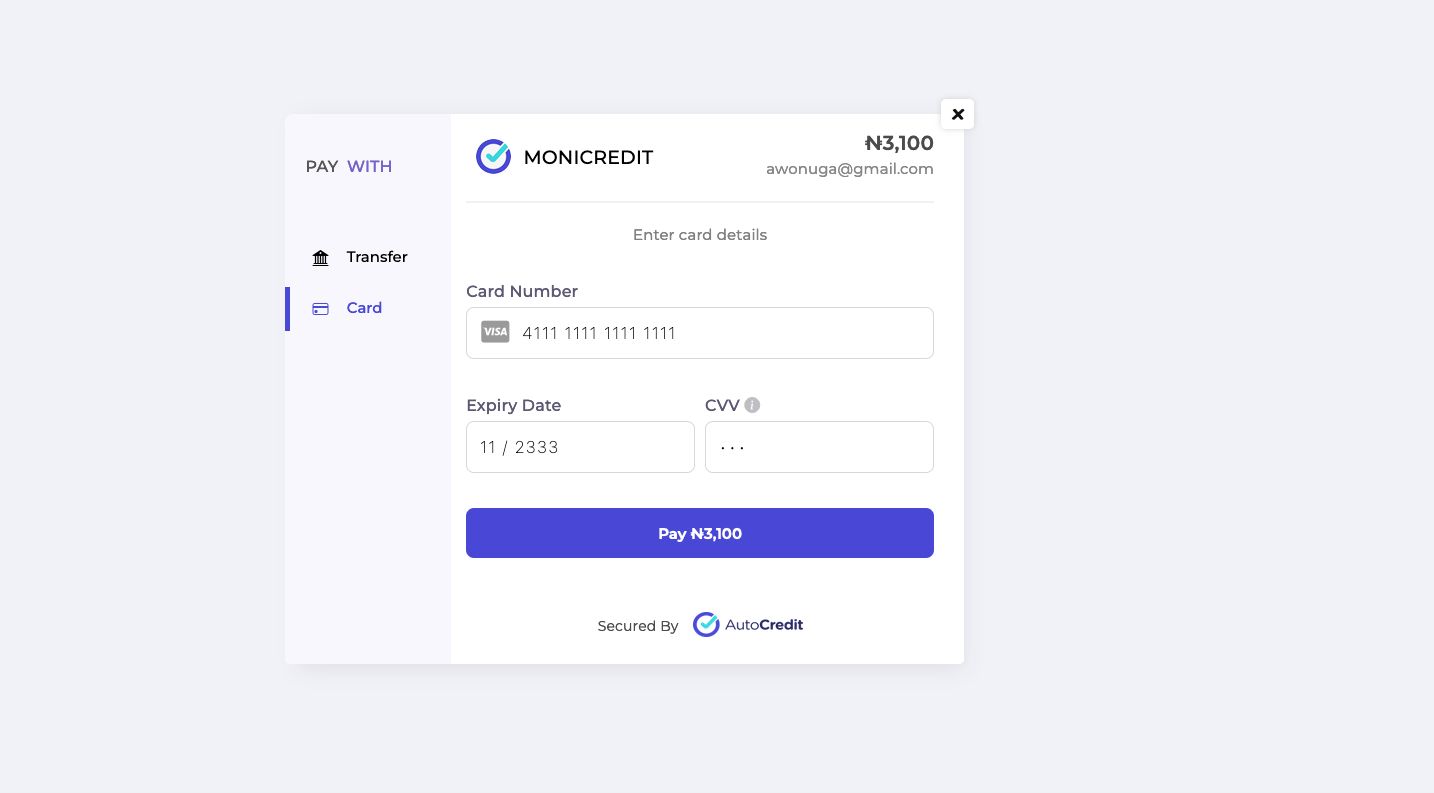 PAY WITH
Transfer
Card
MONICREDIT
₦3,100
awonuga@gmail.com
Enter card details
Card Number
VISA 4111 1111 1111 1111
Expiry Date
11 / 2333
CVV i
•••
Pay ₦3,100
Secured By AutoCredit